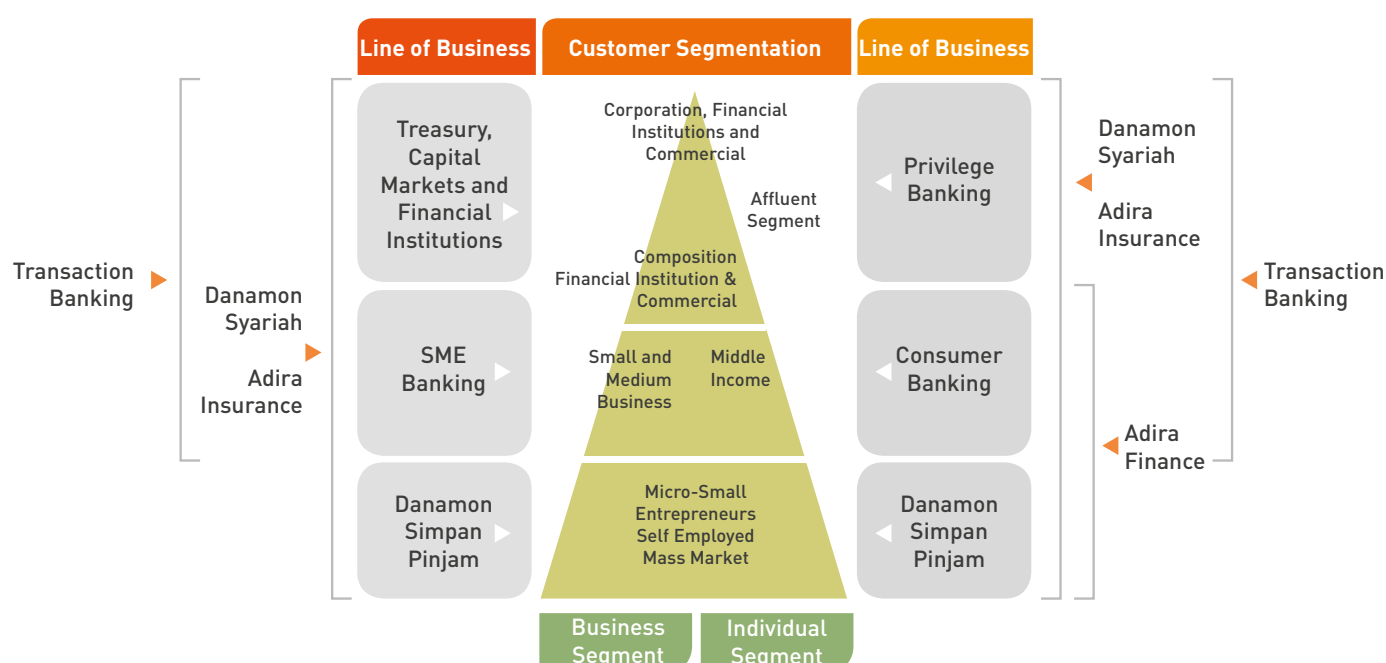 Line of Business
Customer Segmentation
Line of Business
Transaction
Banking
Danamon
Syariah
Adira
Insurance
Treasury,
Capital
Markets and
Financial
Institutions
SME
Banking
Danamon
Simpan
Pinjam
Corporation, Financial
Institutions and
Commercial
Affluent
Segment
Composition
Financial Institution &
Commercial
Small and
Medium
Business
Middle
Income
Micro-Small
Entrepreneurs
Self Employed
Mass Market
Business
Segment
Individual
Segment
Privilege
Banking
Consumer
Banking
Danamon
Simpan
Pinjam
Danamon
Syariah
Adira
Insurance
Adira
Finance
Transaction
Banking